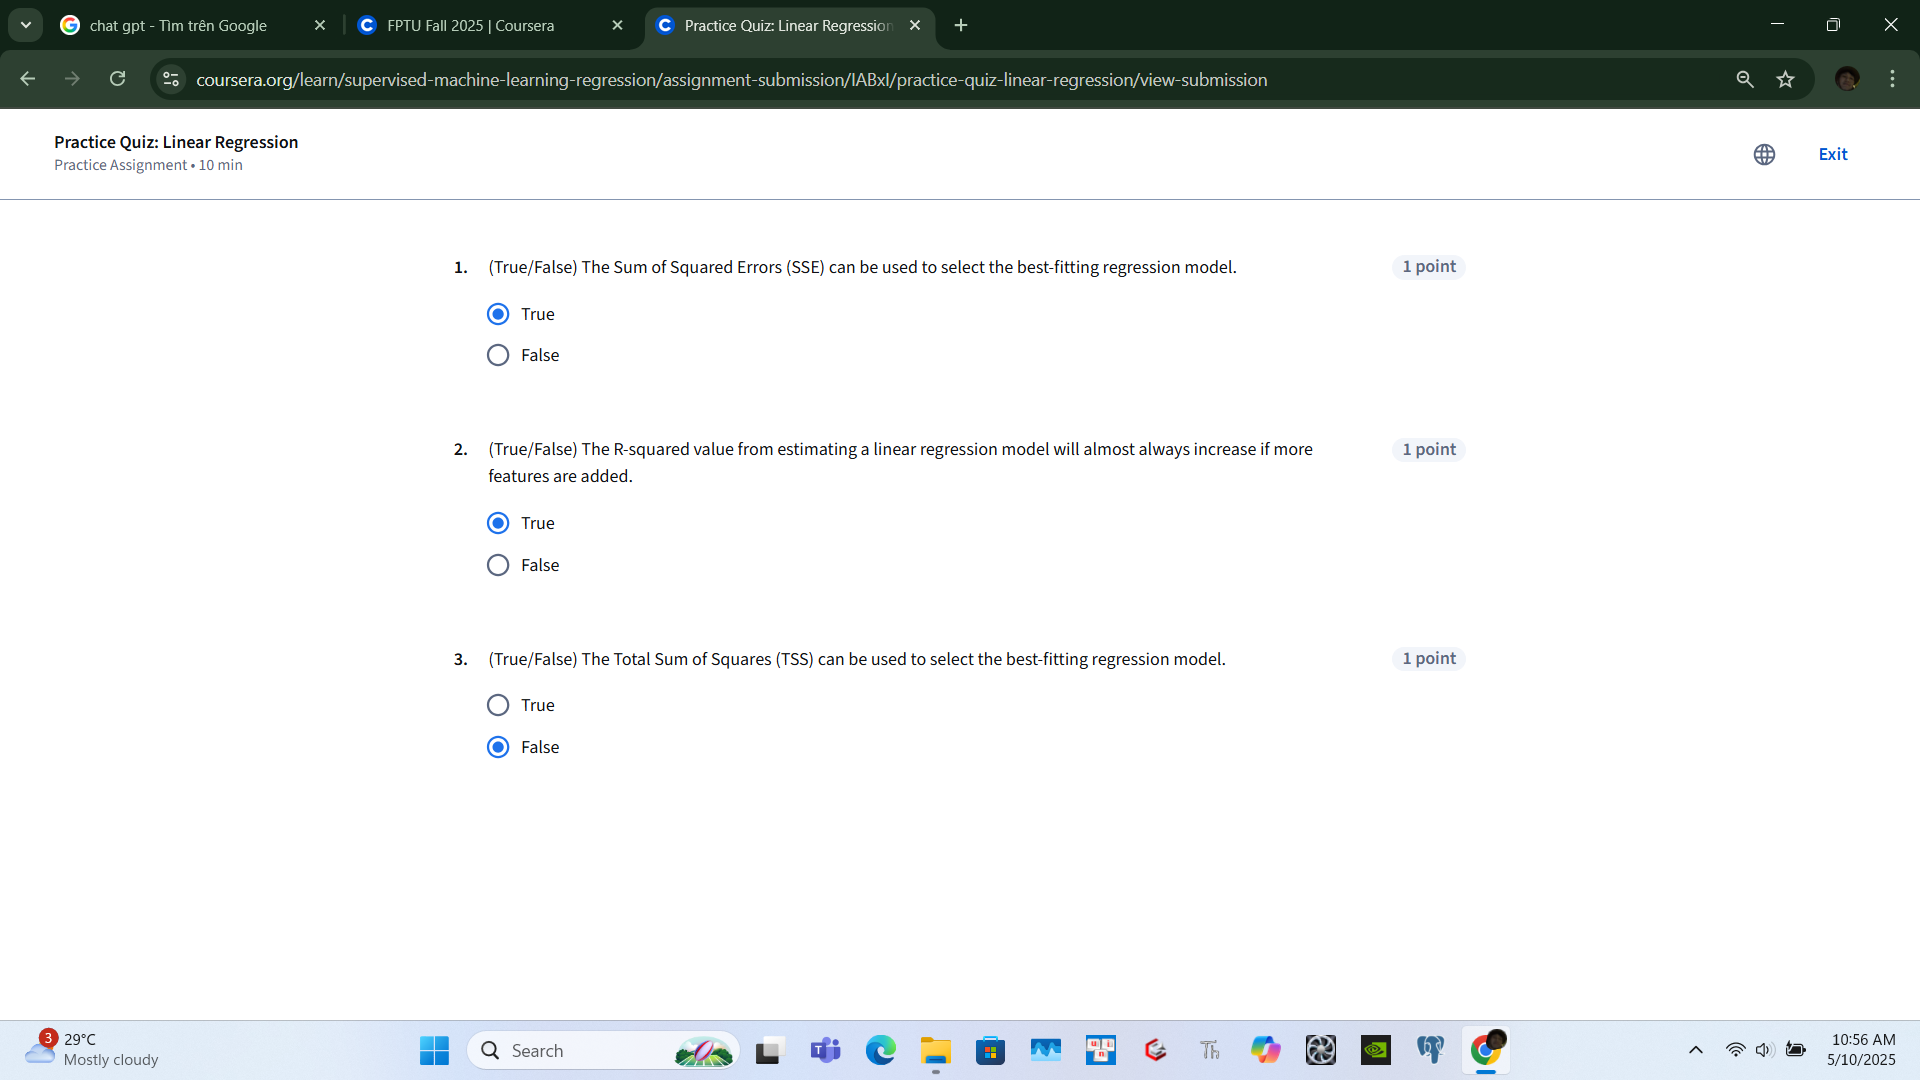 chat gpt - Tìm trên Google
FPTU Fall 2025 | Coursera
Practice Quiz: Linear Regression
coursera.org/learn/supervised-machine-learning-regression/assignment-submission/IABxI/practice-quiz-linear-regression/view-submission
Practice Quiz: Linear Regression
Practice Assignment • 10 min
Exit
1. (True/False) The Sum of Squared Errors (SSE) can be used to select the best-fitting regression model.
1 point
True
False
2. (True/False) The R-squared value from estimating a linear regression model will almost always increase if more
features are added.
1 point
True
False
3. (True/False) The Total Sum of Squares (TSS) can be used to select the best-fitting regression model.
1 point
True
False
3
29°C
Mostly cloudy
Search
Th
10:56 AM
5/10/2025